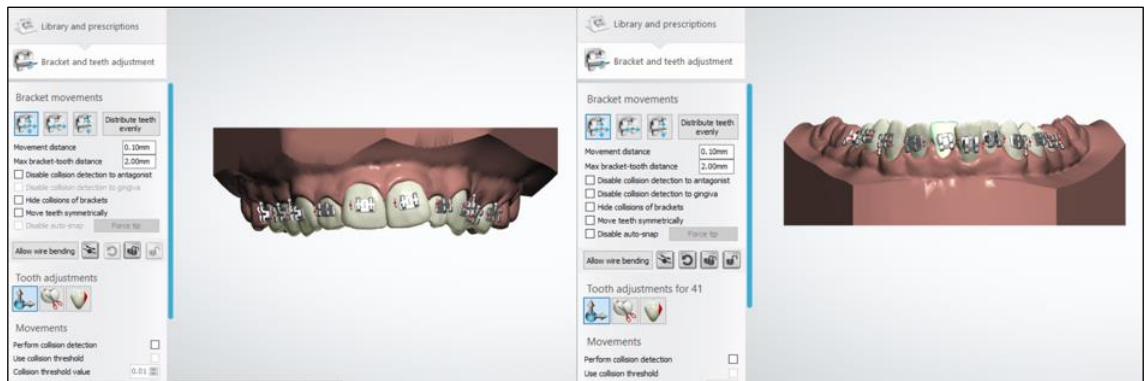 Library and prescriptions
Bracket and teeth adjustment
Bracket movements
Distribute teeth
evenly
Movement distance 0.10mm
Max bracket-tooth distance 2.00mm
Disable collision detection to antagonist
Disable collision detection to gingiva
Hide collisions of brackets
Move teeth symmetrically
Disable auto-snap Force tip
Allow wire bending
Tooth adjustments
Movements
Perform collision detection
Use collision threshold
Collision threshold value 0.01
Library and prescriptions
Bracket and teeth adjustment
Bracket movements
Distribute teeth
evenly
Movement distance 0.10mm
Max bracket-tooth distance 2.00mm
Disable collision detection to antagonist
Disable collision detection to gingiva
Hide collisions of brackets
Move teeth symmetrically
Disable auto-snap Force tip
Allow wire bending
Tooth adjustments for 41
Movements
Perform collision detection
Use collision threshold